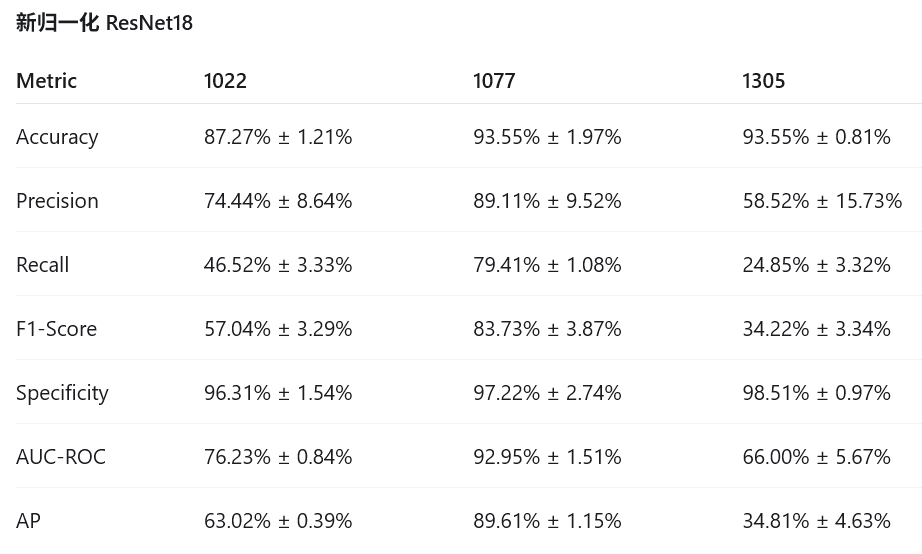 新归一化 ResNet18
Metric 1022 1077 1305
Accuracy 87.27% ± 1.21% 93.55% ± 1.97% 93.55% ± 0.81%
Precision 74.44% ± 8.64% 89.11% ± 9.52% 58.52% ± 15.73%
Recall 46.52% ± 3.33% 79.41% ± 1.08% 24.85% ± 3.32%
F1-Score 57.04% ± 3.29% 83.73% ± 3.87% 34.22% ± 3.34%
Specificity 96.31% ± 1.54% 97.22% ± 2.74% 98.51% ± 0.97%
AUC-ROC 76.23% ± 0.84% 92.95% ± 1.51% 66.00% ± 5.67%
AP 63.02% ± 0.39% 89.61% ± 1.15% 34.81% ± 4.63%